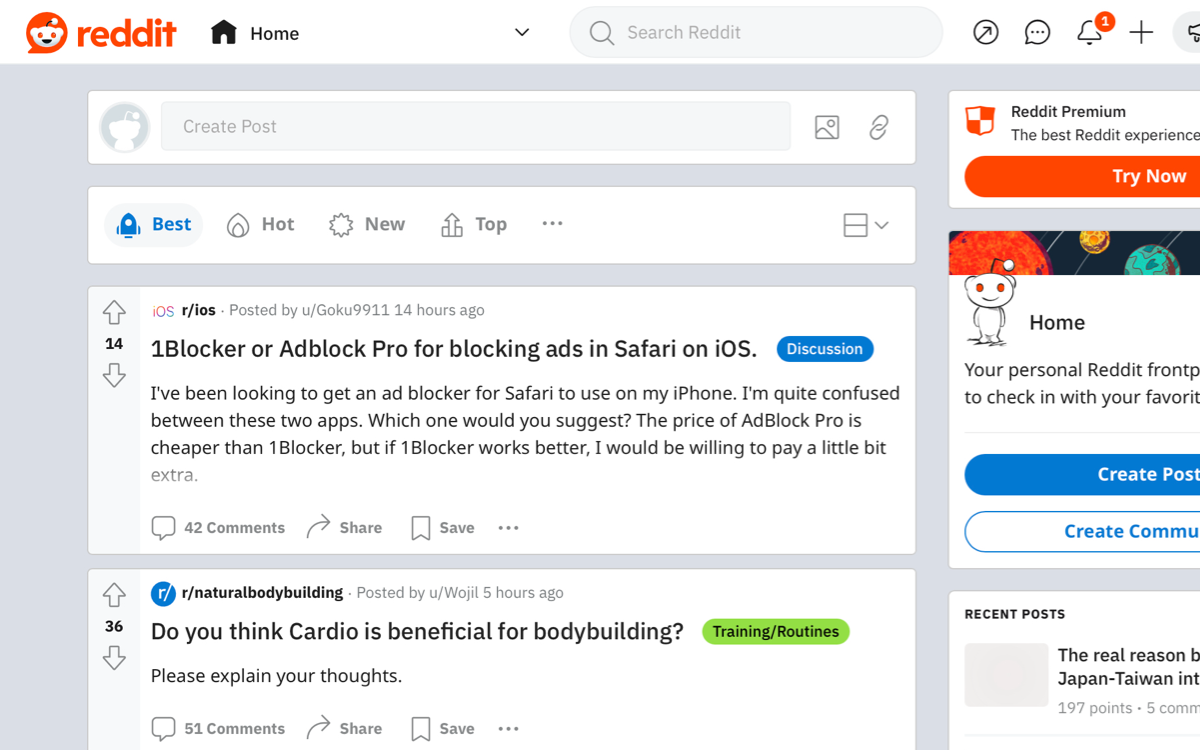 reddit Home Search Reddit 1
Create Post
Best Hot New Top
iOS r/ios · Posted by u/Goku9911 14 hours ago
14
1Blocker or Adblock Pro for blocking ads in Safari on iOS. Discussion
I've been looking to get an ad blocker for Safari to use on my iPhone. I'm quite confused
between these two apps. Which one would you suggest? The price of AdBlock Pro is
cheaper than 1Blocker, but if 1Blocker works better, I would be willing to pay a little bit
extra.
42 Comments Share Save
r/ r/naturalbodybuilding · Posted by u/Wojil 5 hours ago
36
Do you think Cardio is beneficial for bodybuilding? Training/Routines
Please explain your thoughts.
51 Comments Share Save
Reddit Premium
The best Reddit experience
Try Now
Home
Your personal Reddit frontp
to check in with your favorit
Create Post
Create Commu
RECENT POSTS
The real reason b
Japan-Taiwan int
197 points • 5 comm